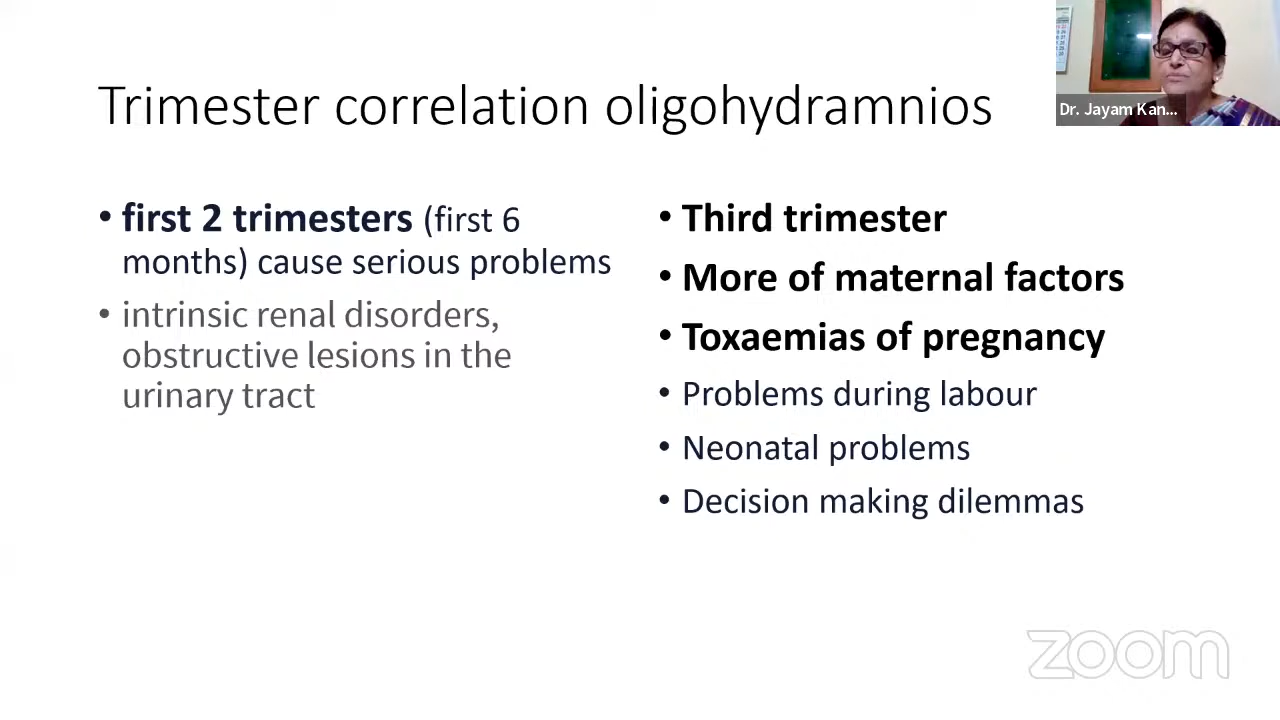 Trimester correlation oligohydramnios
Dr. Jayam Kan...
• first 2 trimesters (first 6
months) cause serious problems
• intrinsic renal disorders,
obstructive lesions in the
urinary tract
• Third trimester
• More of maternal factors
• Toxaemias of pregnancy
• Problems during labour
• Neonatal problems
• Decision making dilemmas
zoom